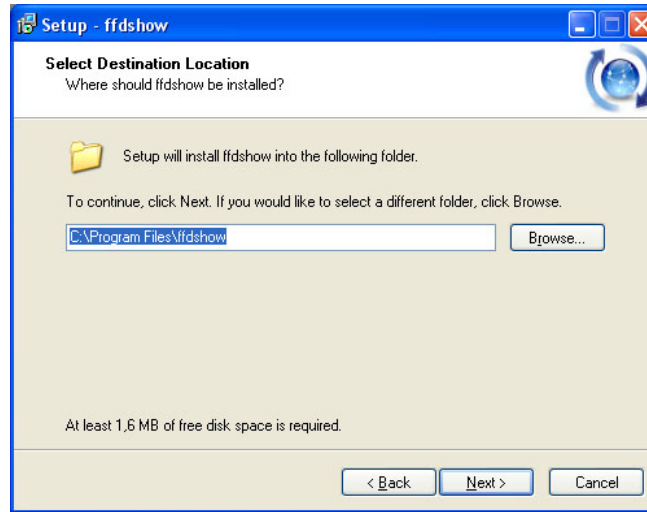 Setup - ffdshow
Select Destination Location
Where should ffdshow be installed?
Setup will install ffdshow into the following folder.
To continue, click Next. If you would like to select a different folder, click Browse.
C:\Program Files\ffdshow
Browse...
At least 1,6 MB of free disk space is required.
< Back
Next >
Cancel